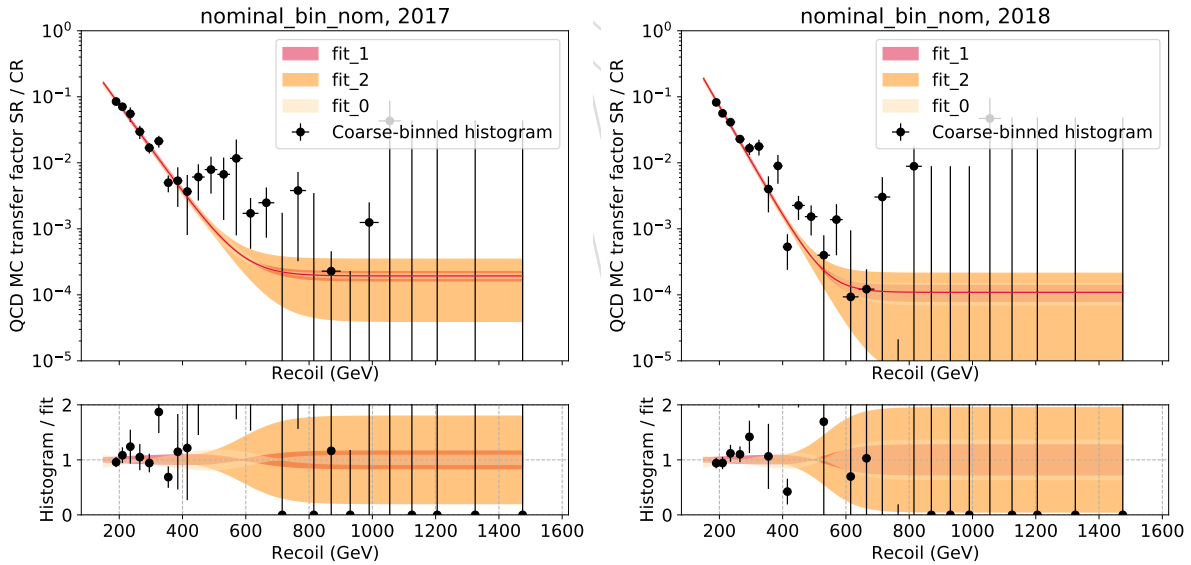 nominal_bin_nom, 2017
QCD MC transfer factor SR / CR
10⁰
10⁻¹
10⁻²
10⁻³
10⁻⁴
10⁻⁵
fit_1
fit_2
fit_0
Coarse-binned histogram
Recoil (GeV)
Histogram / fit
2
1
0
200 400 600 800 1000 1200 1400 1600
Recoil (GeV)
nominal_bin_nom, 2018
QCD MC transfer factor SR / CR
10⁰
10⁻¹
10⁻²
10⁻³
10⁻⁴
10⁻⁵
fit_1
fit_2
fit_0
Coarse-binned histogram
Recoil (GeV)
Histogram / fit
2
1
0
200 400 600 800 1000 1200 1400 1600
Recoil (GeV)